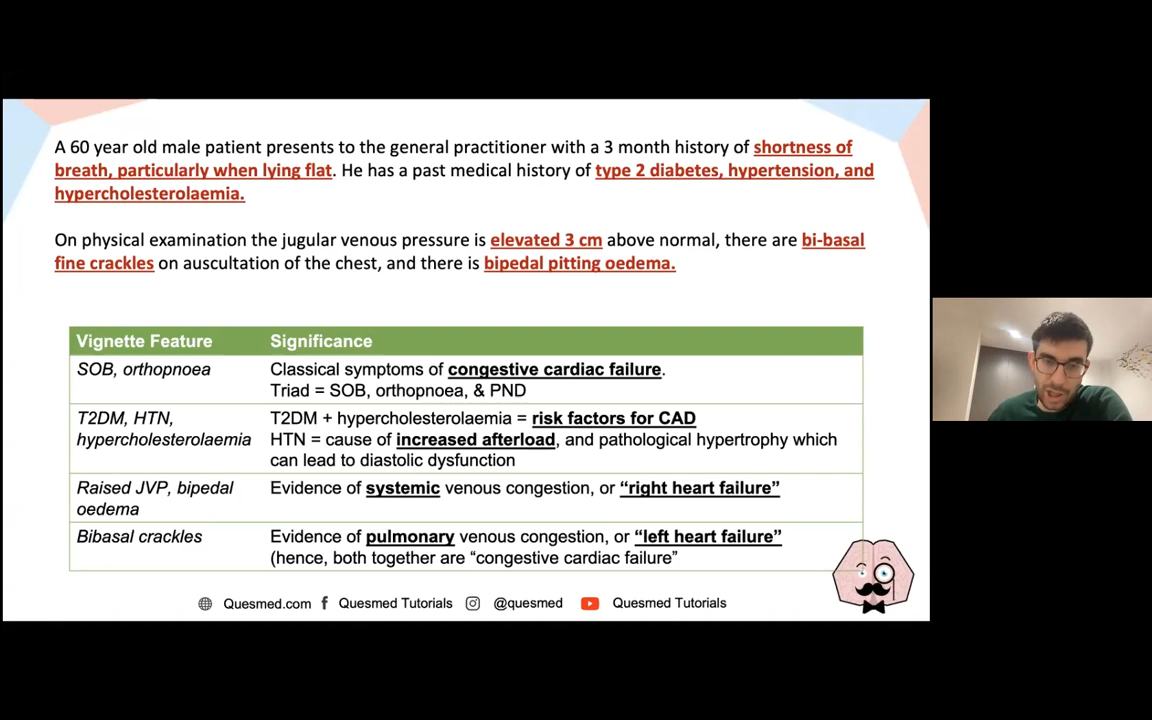 A 60 year old male patient presents to the general practitioner with a 3 month history of shortness of
breath, particularly when lying flat. He has a past medical history of type 2 diabetes, hypertension, and
hypercholesterolaemia.
On physical examination the jugular venous pressure is elevated 3 cm above normal, there are bi-basal
fine crackles on auscultation of the chest, and there is bipedal pitting oedema.
Vignette Feature Significance
SOB, orthopnoea Classical symptoms of congestive cardiac failure.
Triad = SOB, orthopnoea, & PND
T2DM, HTN, T2DM + hypercholesterolaemia = risk factors for CAD
hypercholesterolaemia HTN = cause of increased afterload, and pathological hypertrophy which
can lead to diastolic dysfunction
Raised JVP, bipedal Evidence of systemic venous congestion, or “right heart failure”
oedema
Bibasal crackles Evidence of pulmonary venous congestion, or “left heart failure”
(hence, both together are “congestive cardiac failure”
Quesmed.com Quesmed Tutorials @quesmed Quesmed Tutorials